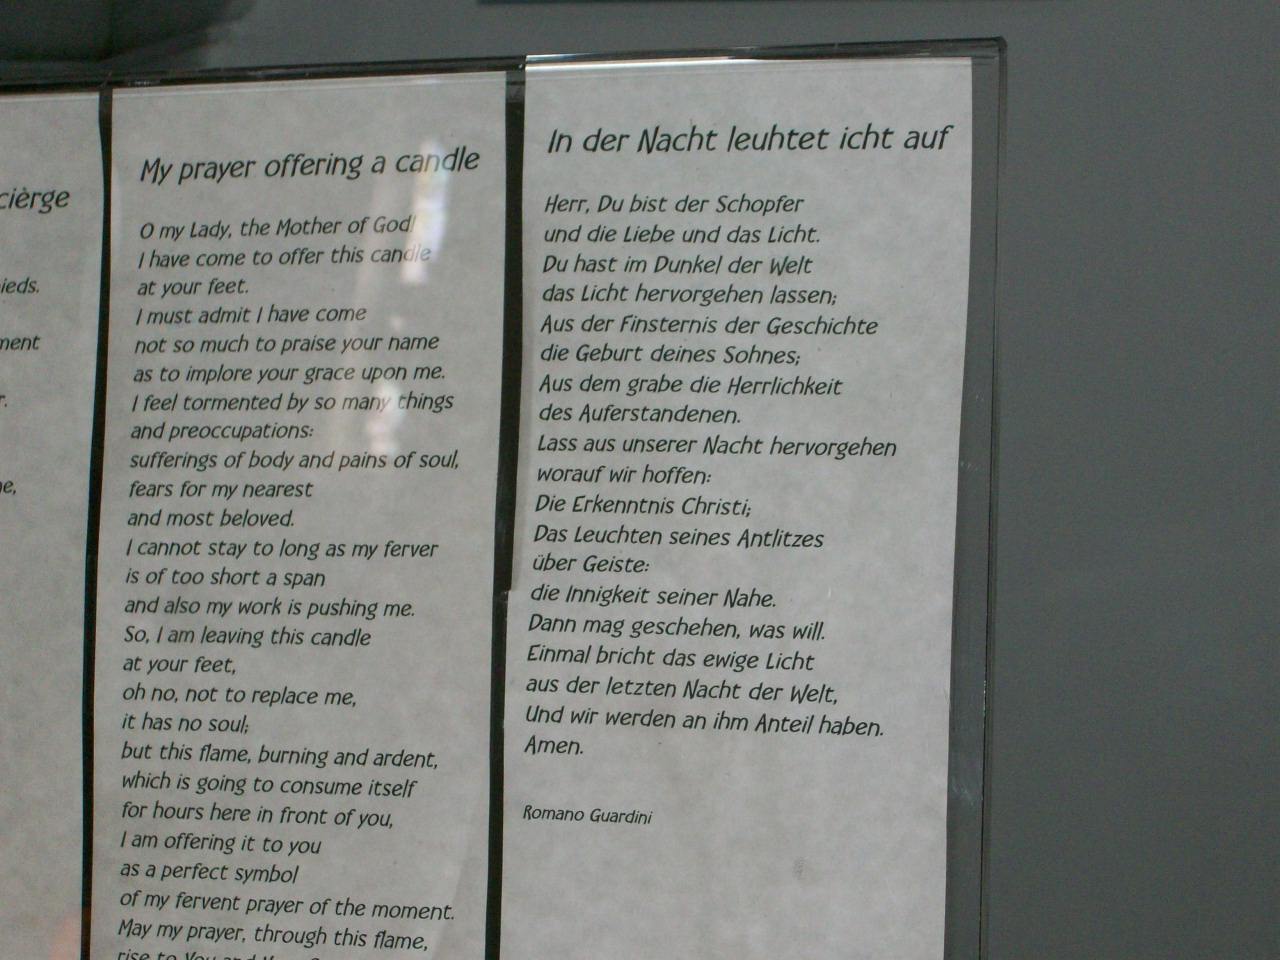 cièrge
ieds.
ment
r.
e,
My prayer offering a candle
O my Lady, the Mother of God!
I have come to offer this candle
at your feet.
I must admit I have come
not so much to praise your name
as to implore your grace upon me.
I feel tormented by so many things
and preoccupations:
sufferings of body and pains of soul,
fears for my nearest
and most beloved.
I cannot stay to long as my ferver
is of too short a span
and also my work is pushing me.
So, I am leaving this candle
at your feet,
oh no, not to replace me,
it has no soul;
but this flame, burning and ardent,
which is going to consume itself
for hours here in front of you,
I am offering it to you
as a perfect symbol
of my fervent prayer of the moment.
May my prayer, through this flame,
rise to You and
In der Nacht leuhtet icht auf
Herr, Du bist der Schopfer
und die Liebe und das Licht.
Du hast im Dunkel der Welt
das Licht hervorgehen lassen;
Aus der Finsternis der Geschichte
die Geburt deines Sohnes;
Aus dem grabe die Herrlichkeit
des Auferstandenen.
Lass aus unserer Nacht hervorgehen
worauf wir hoffen:
Die Erkenntnis Christi;
Das Leuchten seines Antlitzes
über Geiste:
die Innigkeit seiner Nahe.
Dann mag geschehen, was will.
Einmal bricht das ewige Licht
aus der letzten Nacht der Welt,
Und wir werden an ihm Anteil haben.
Amen.
Romano Guardini